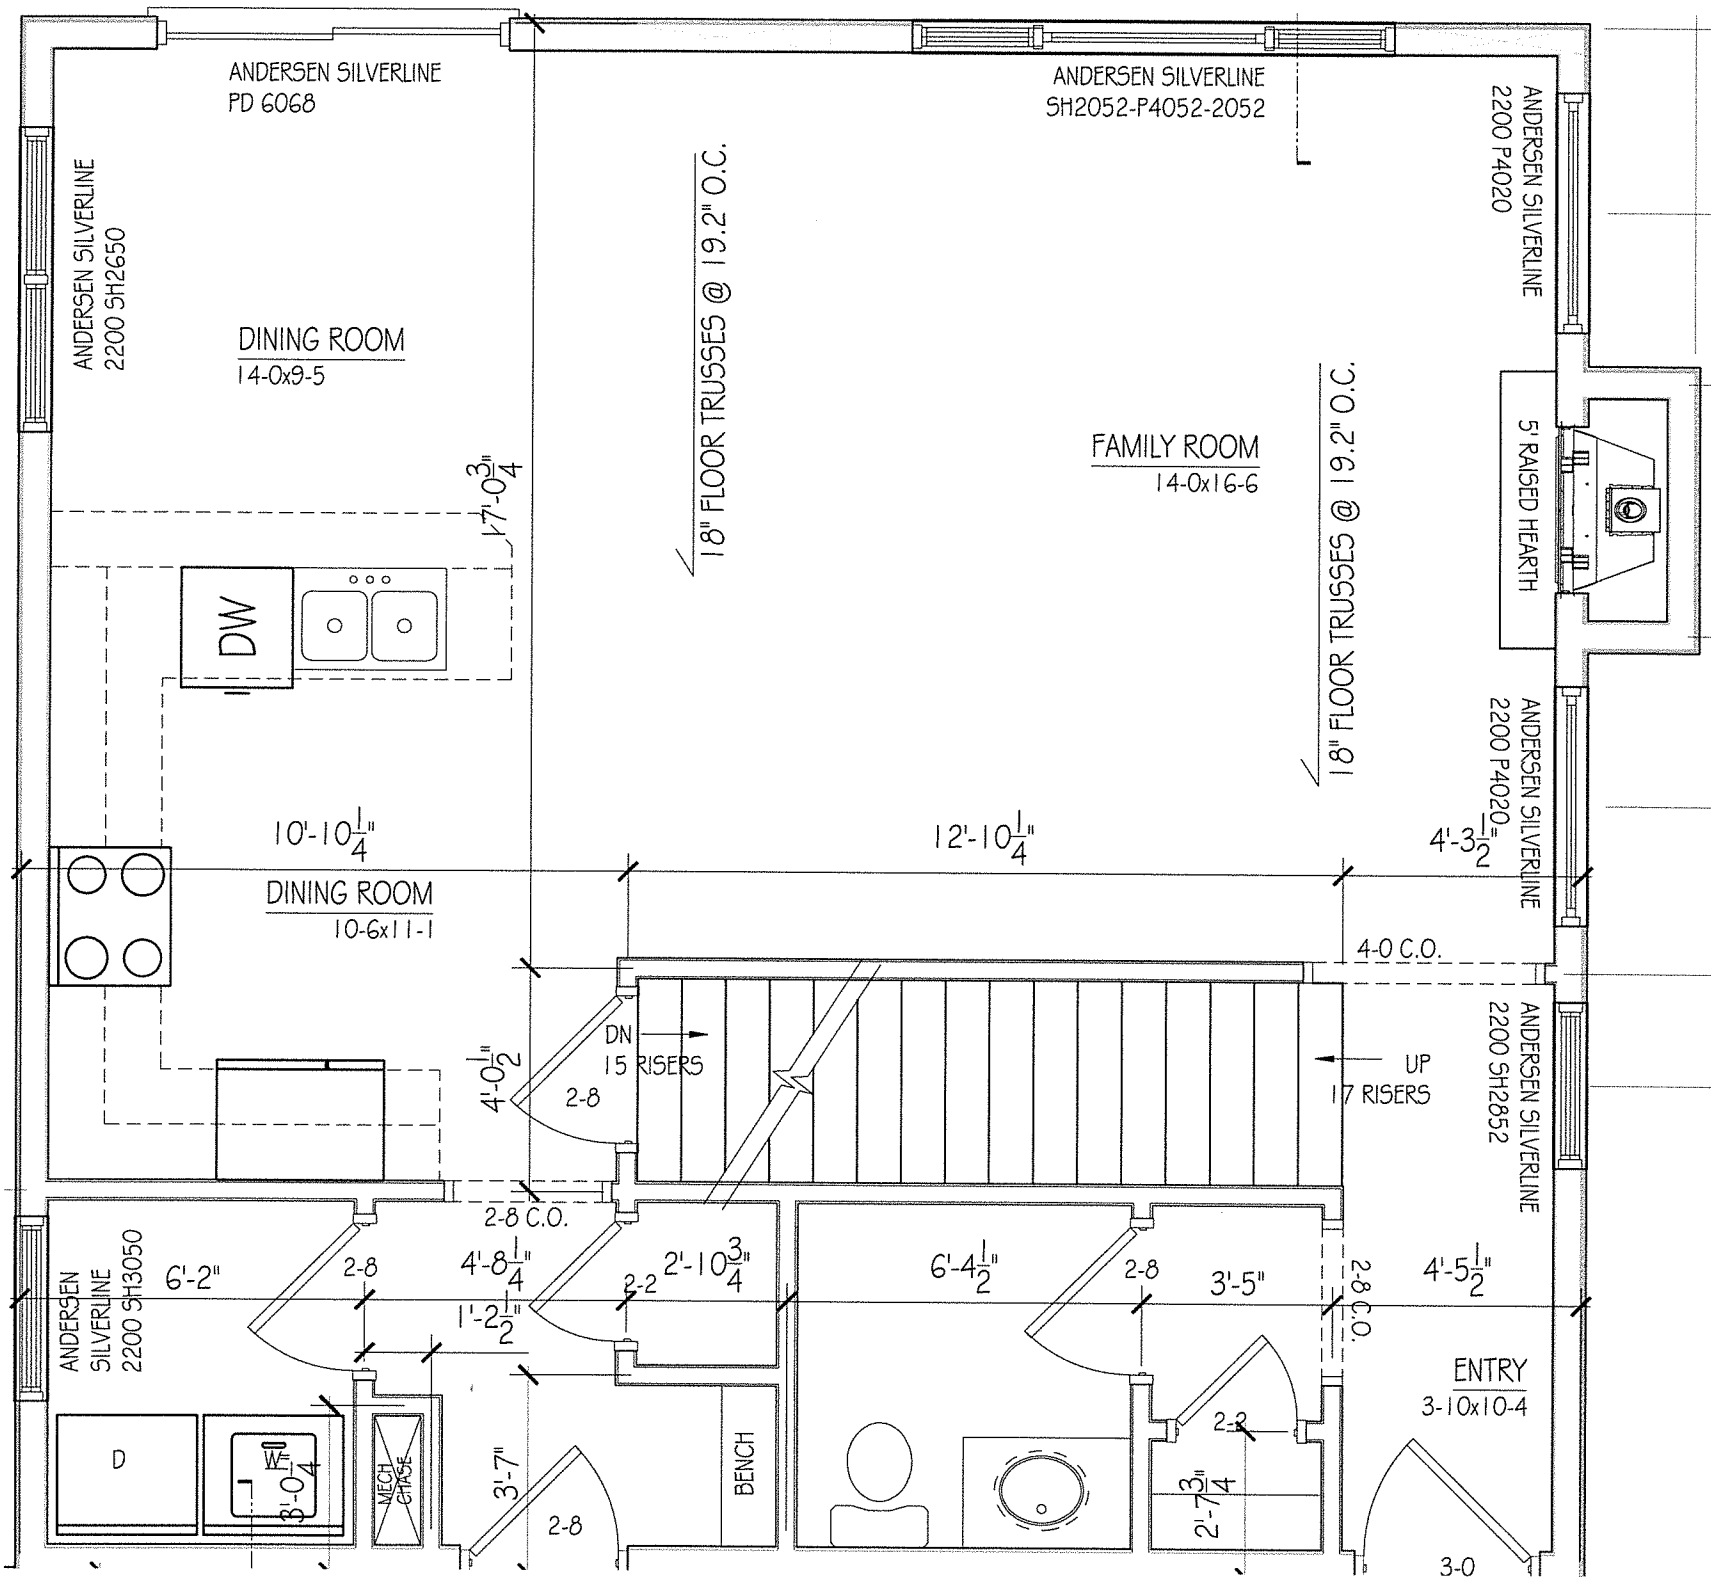 ANDERSEN SILVERLINE
PD 6068
ANDERSEN SILVERLINE
SH2052-P4052-2052
ANDERSEN SILVERLINE
2200 P4020
ANDERSEN SILVERLINE
2200 SH2650
18" FLOOR TRUSSES @ 19.2" O.C.
DINING ROOM
14-0x9-5
18" FLOOR TRUSSES @ 19.2" O.C.
FAMILY ROOM
14-0x16-6
5' RAISED HEARTH
17'-0 3/4"
DW
ANDERSEN SILVERLINE
2200 P4020
10'-10 1/4"
12'-10 1/4"
4'-3 1/2"
DINING ROOM
10-6x11-1
4-0 C.O.
DN
15 RISERS
UP
17 RISERS
4'-0 1/2"
2-8
ANDERSEN SILVERLINE
2200 SH2852
2-8 C.O.
ANDERSEN
SILVERLINE
2200 SH3050
6'-2"
2-8
4'-8 1/4"
2-2
2'-10 3/4"
6'-4 1/2"
2-8
3'-5"
2-8 C.O.
4'-5 1/2"
1'-2 1/2"
ENTRY
3-10x10-4
2-2
D
W
3'-0 1/4"
MECH
CHASE
3'-7"
BENCH
2-8
2'-7 3/4"
3-0